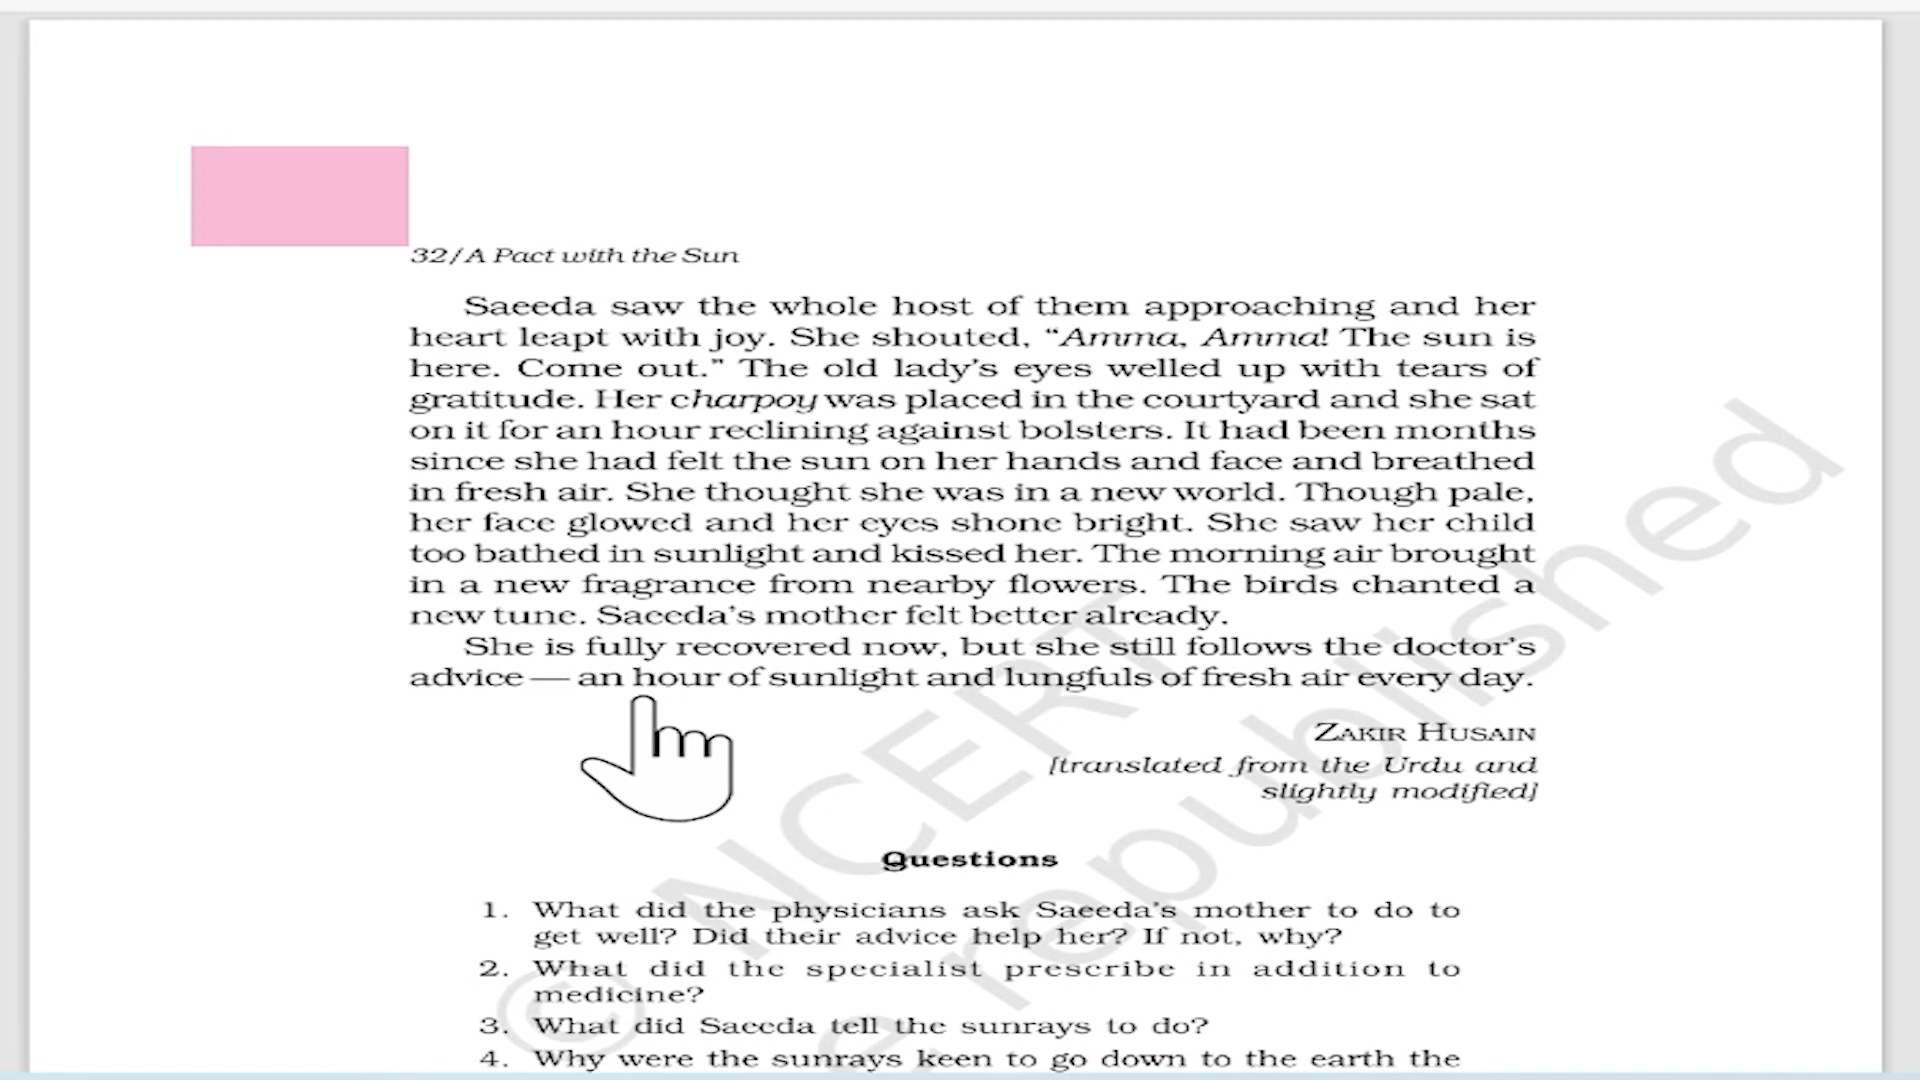 32/A Pact with the Sun
Saeeda saw the whole host of them approaching and her
heart leapt with joy. She shouted, “Amma, Amma! The sun is
here. Come out.” The old lady’s eyes welled up with tears of
gratitude. Her charpoy was placed in the courtyard and she sat
on it for an hour reclining against bolsters. It had been months
since she had felt the sun on her hands and face and breathed
in fresh air. She thought she was in a new world. Though pale,
her face glowed and her eyes shone bright. She saw her child
too bathed in sunlight and kissed her. The morning air brought
in a new fragrance from nearby flowers. The birds chanted a
new tune. Saeeda’s mother felt better already.
She is fully recovered now, but she still follows the doctor’s
advice — an hour of sunlight and lungfuls of fresh air every day.
ZAKIR HUSAIN
[translated from the Urdu and
slightly modified]
Questions
1. What did the physicians ask Saeeda’s mother to do to
get well? Did their advice help her? If not, why?
2. What did the specialist prescribe in addition to
medicine?
3. What did Saeeda tell the sunrays to do?
4. Why were the sunrays keen to go down to the earth the
© NCERT
republished